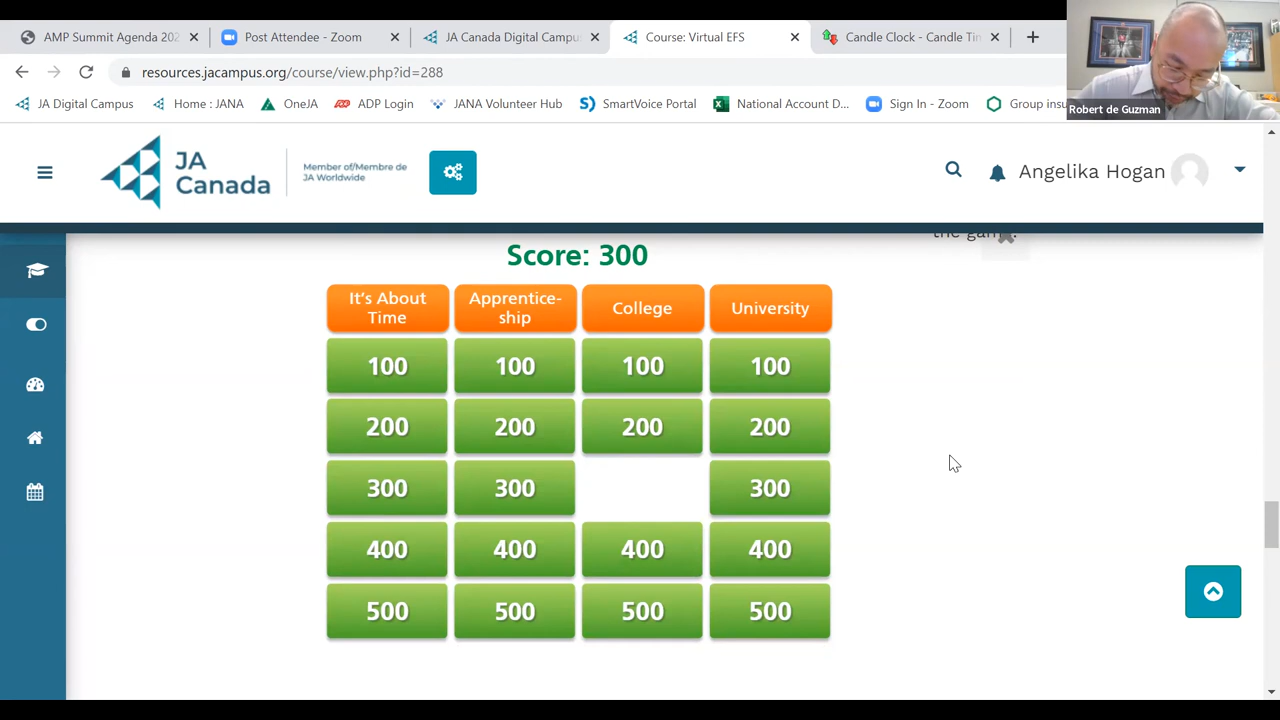 AMP Summit Agenda 202
Post Attendee - Zoom
JA Canada Digital Campus
Course: Virtual EFS
Candle Clock - Candle Tin
resources.jacampus.org/course/view.php?id=288
JA Digital Campus
Home : JANA
OneJA
ADP Login
JANA Volunteer Hub
SmartVoice Portal
National Account D...
Sign In - Zoom
Group insu
Robert de Guzman
JA
Canada
Member of/Membre de
JA Worldwide
Angelika Hogan
the game.
Score: 300
It's About
Time
Apprentice-
ship
College
University
100 100 100 100
200 200 200 200
300 300 300
400 400 400 400
500 500 500 500